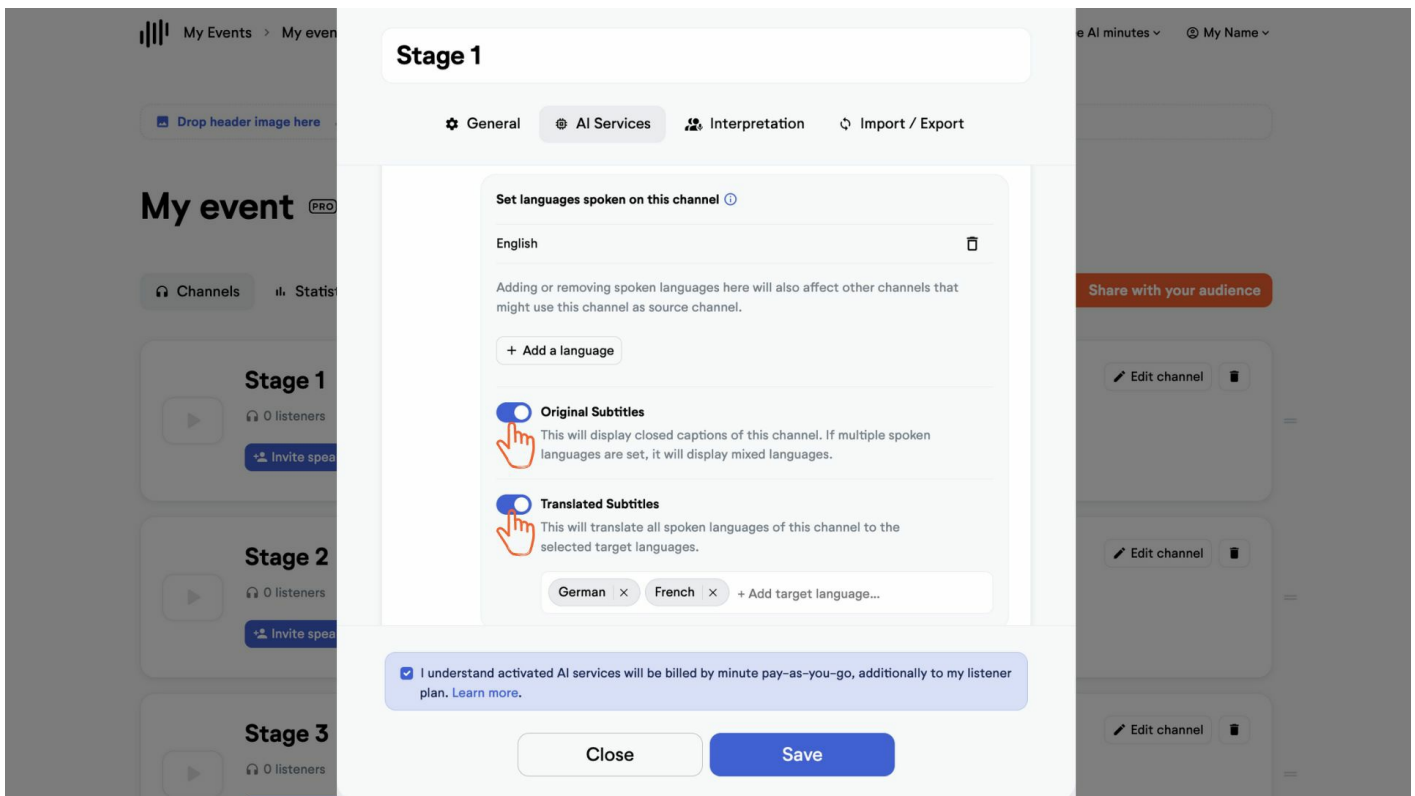 My Events > My even
e AI minutes
My Name
Stage 1
Drop header image here
General
AI Services
Interpretation
Import / Export
My event PRO
Set languages spoken on this channel
English
Adding or removing spoken languages here will also affect other channels that
might use this channel as source channel.
+ Add a language
Channels
Statis
Share with your audience
Stage 1
0 listeners
Invite spea
Edit channel
Original Subtitles
This will display closed captions of this channel. If multiple spoken
languages are set, it will display mixed languages.
Translated Subtitles
This will translate all spoken languages of this channel to the
selected target languages.
German
French
+ Add target language...
Stage 2
0 listeners
Invite spea
Edit channel
I understand activated AI services will be billed by minute pay-as-you-go, additionally to my listener
plan. Learn more.
Stage 3
0 listeners
Edit channel
Close
Save